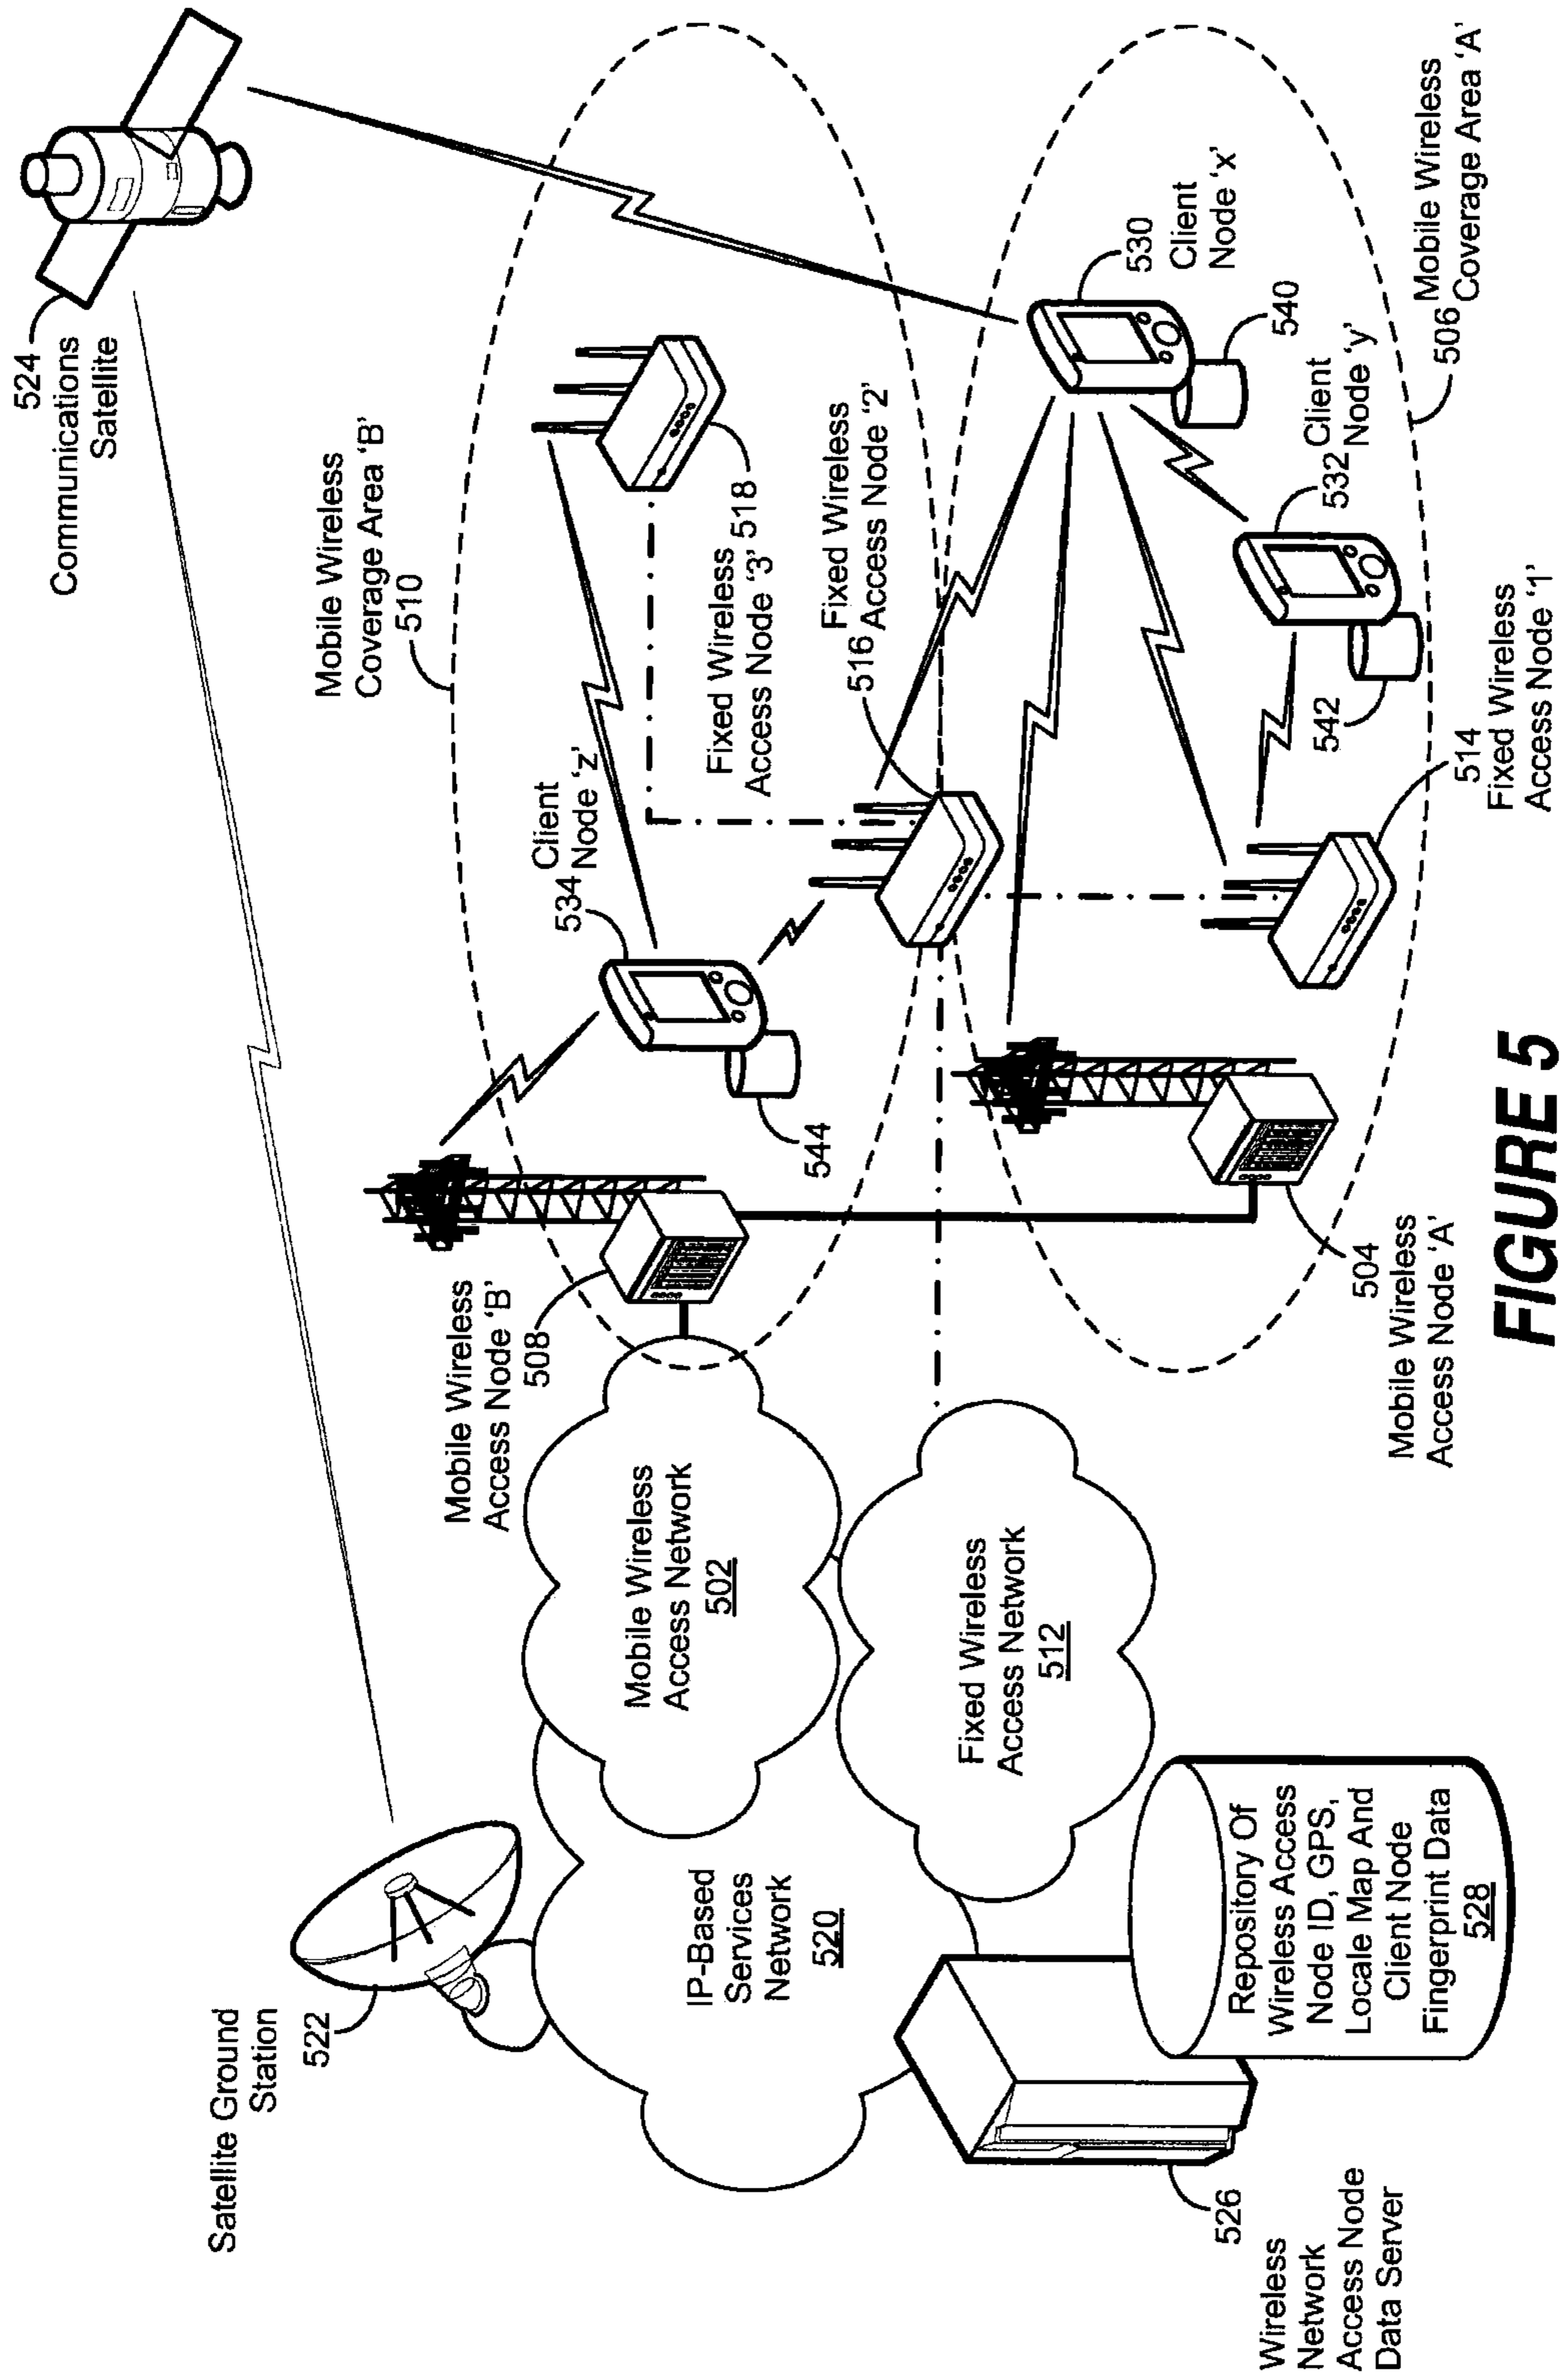 524
Communications
Satellite
Satellite Ground
Station
522
Mobile Wireless
Coverage Area 'B'
510
Mobile Wireless
Access Node 'B'
508
Client
534 Node 'z'
544
Fixed Wireless
Access Node '3' 518
Fixed Wireless
516 Access Node '2'
Mobile Wireless
Access Network
502
IP-Based
Services
Network
520
Fixed Wireless
Access Network
512
530
Client
Node 'x'
540
532 Client
Node 'y'
542
506 Mobile Wireless
Coverage Area 'A'
514
Fixed Wireless
Access Node '1'
504
Mobile Wireless
Access Node 'A'
526
Wireless
Network
Access Node
Data Server
Repository Of
Wireless Access
Node ID, GPS,
Locale Map And
Client Node
Fingerprint Data
528
FIGURE 5